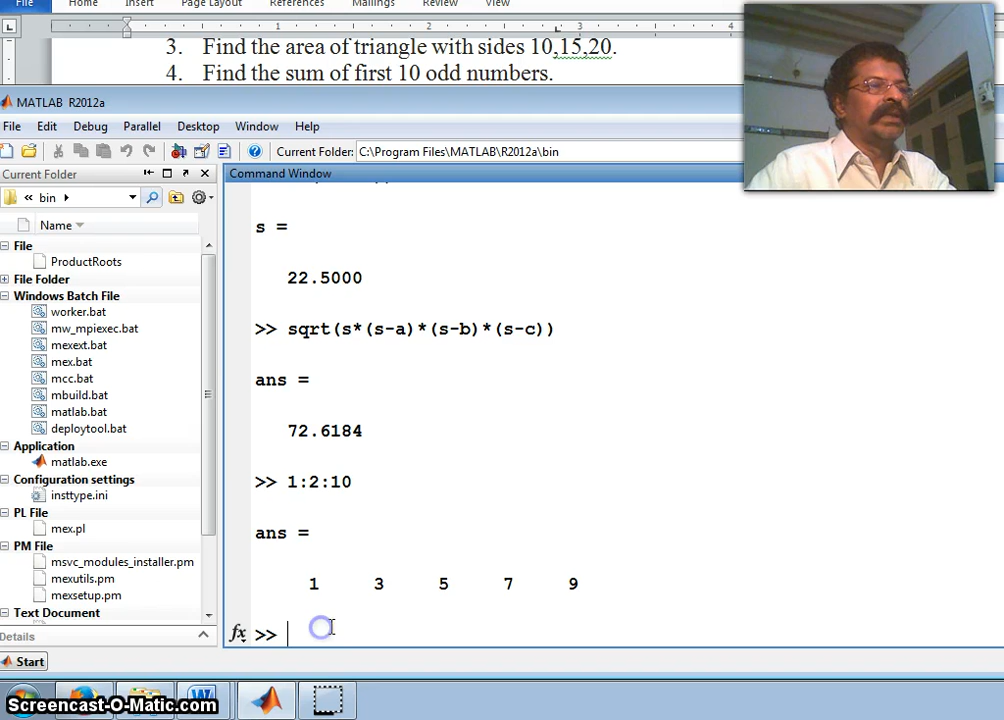 File Home Insert Page Layout References Mailings Review View
1 2 3 4
3. Find the area of triangle with sides 10,15,20.
4. Find the sum of first 10 odd numbers.
MATLAB R2012a
File Edit Debug Parallel Desktop Window Help
Current Folder: C:\Program Files\MATLAB\R2012a\bin
Current Folder
« bin
Name
File
ProductRoots
File Folder
Windows Batch File
worker.bat
mw_mpiexec.bat
mexext.bat
mex.bat
mcc.bat
mbuild.bat
matlab.bat
deploytool.bat
Application
matlab.exe
Configuration settings
insttype.ini
PL File
mex.pl
PM File
msvc_modules_installer.pm
mexutils.pm
mexsetup.pm
Text Document
Details
Command Window
s =
22.5000
>> sqrt(s*(s-a)*(s-b)*(s-c))
ans =
72.6184
>> 1:2:10
ans =
1 3 5 7 9
fx >>
Start
Screencast-O-Matic.com